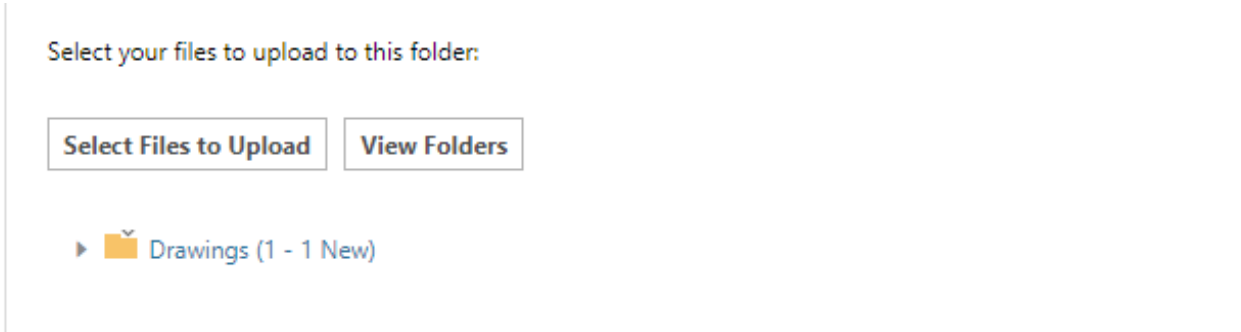 Select your files to upload to this folder:
Select Files to Upload View Folders
Drawings (1 - 1 New)